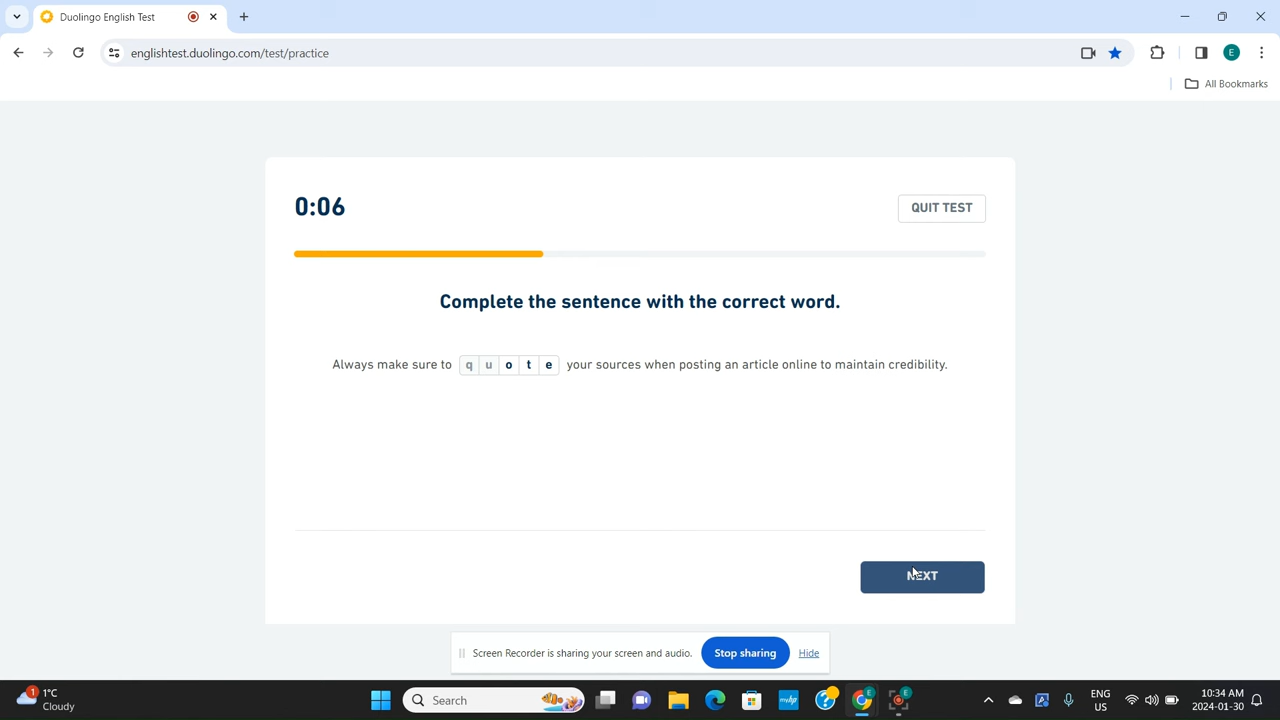 Duolingo English Test
englishtest.duolingo.com/test/practice
E
All Bookmarks
0:06
QUIT TEST
Complete the sentence with the correct word.
Always make sure to quote your sources when posting an article online to maintain credibility.
NEXT
Screen Recorder is sharing your screen and audio. Stop sharing Hide
1 1°C
Cloudy
Search
myhp
?
E
E
A
ENG
US
10:34 AM
2024-01-30